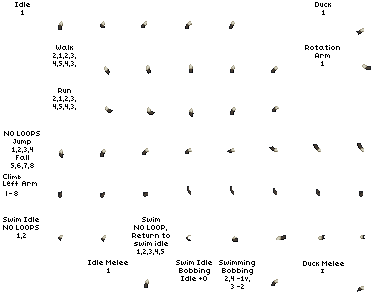 Idle
1
Duck
1
Walk
2,1,2,3,
4,5,4,3,
Rotation
Arm
1
Run
2,1,2,3,
4,5,4,3,
NO LOOPS
Jump
1,2,3,4
Fall
5,6,7,8
Climb
Left Arm
1-8
Swim Idle
NO LOOPS
1,2
Swim
NO LOOP,
Return to
swim idle
1,2,3,4,5
Swim Idle
Bobbing
Idle +0
Swimming
Bobbing
2,4 -1v,
3 -2
Idle Melee
1
Duck Melee
1